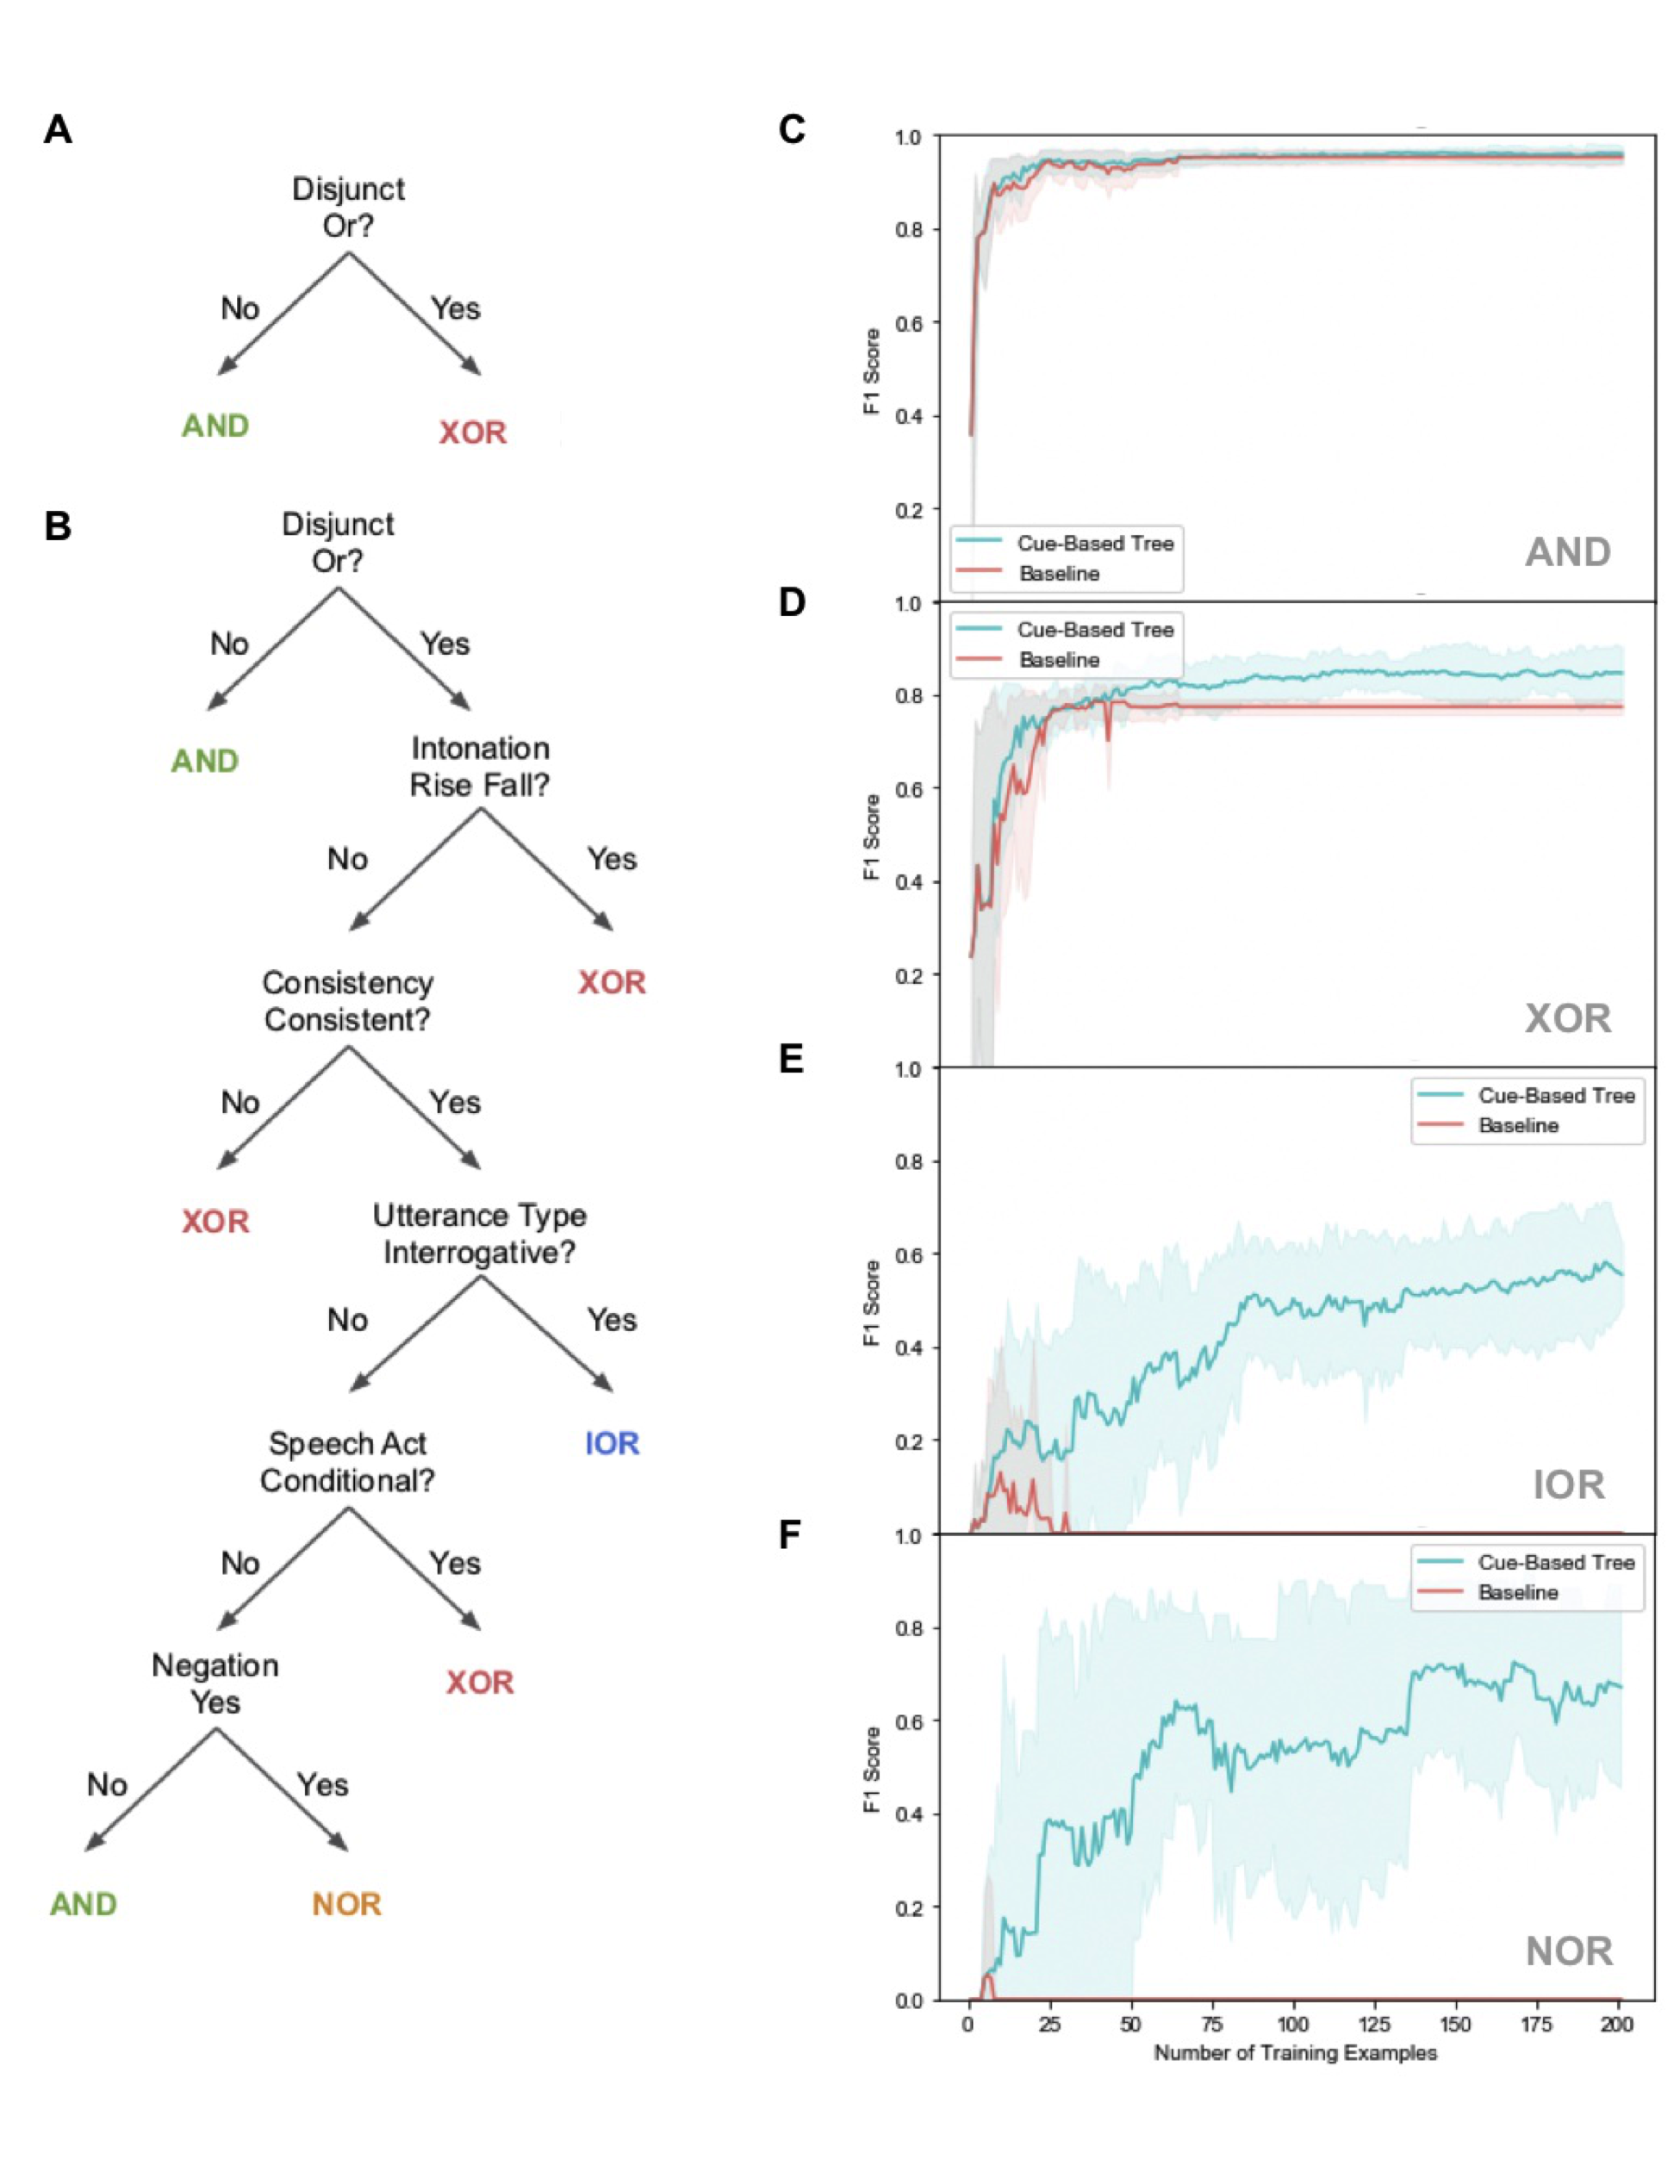 A
Disjunct
Or?
No
Yes
AND
XOR
B
Disjunct
Or?
No
Yes
AND
Intonation
Rise Fall?
No
Yes
Consistency
Consistent?
XOR
No
Yes
XOR
Utterance Type
Interrogative?
No
Yes
Speech Act
Conditional?
IOR
No
Yes
Negation
Yes
XOR
No
Yes
AND
NOR
C
1.0
0.8
0.6
0.4
0.2
F1 Score
Cue-Based Tree
Baseline
AND
D
1.0
0.8
0.6
0.4
0.2
F1 Score
Cue-Based Tree
Baseline
XOR
E
1.0
0.8
0.6
0.4
0.2
F1 Score
Cue-Based Tree
Baseline
IOR
F
1.0
0.8
0.6
0.4
0.2
0.0
F1 Score
Cue-Based Tree
Baseline
NOR
0 25 50 75 100 125 150 175 200
Number of Training Examples